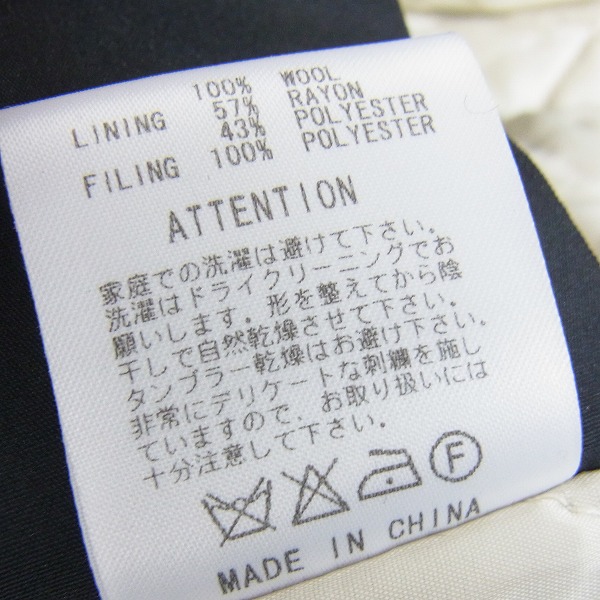 100% WOOL
LINING 57% RAYON
43% POLYESTER
FILING 100% POLYESTER
ATTENTION
家庭での洗濯は避けて下さい。
洗濯はドライクリーニングでお
願いします。形を整えてから陰
干しで自然乾燥させて下さい。
タンブラー乾燥はお避け下さい。
非常にデリケートな刺繍を施し
ていますので、お取り扱いには
十分注意して下さい。
F
MADE IN CHINA